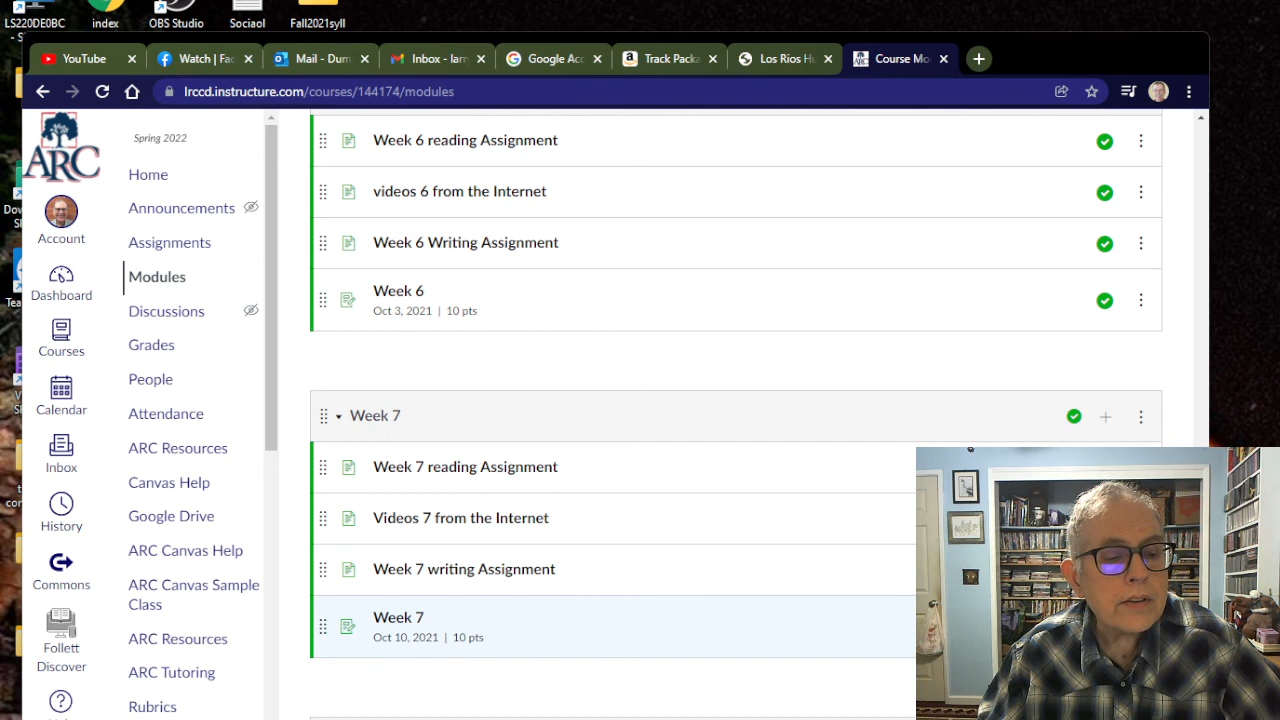 LS220DE0BC
index
OBS Studio
Sociaol
Fall2021syll
YouTube
Watch | Fac
Mail - Dum
Inbox - larr
Google Acc
Track Packa
Los Rios Hu
Course Mo
lrccd.instructure.com/courses/144174/modules
ARC
Account
Dashboard
Courses
Calendar
Inbox
History
Commons
Follett
Discover
Spring 2022
Home
Announcements
Assignments
Modules
Discussions
Grades
People
Attendance
ARC Resources
Canvas Help
Google Drive
ARC Canvas Help
ARC Canvas Sample
Class
ARC Resources
ARC Tutoring
Rubrics
Week 6 reading Assignment
videos 6 from the Internet
Week 6 Writing Assignment
Week 6
Oct 3, 2021 | 10 pts
Week 7
Week 7 reading Assignment
Videos 7 from the Internet
Week 7 writing Assignment
Week 7
Oct 10, 2021 | 10 pts